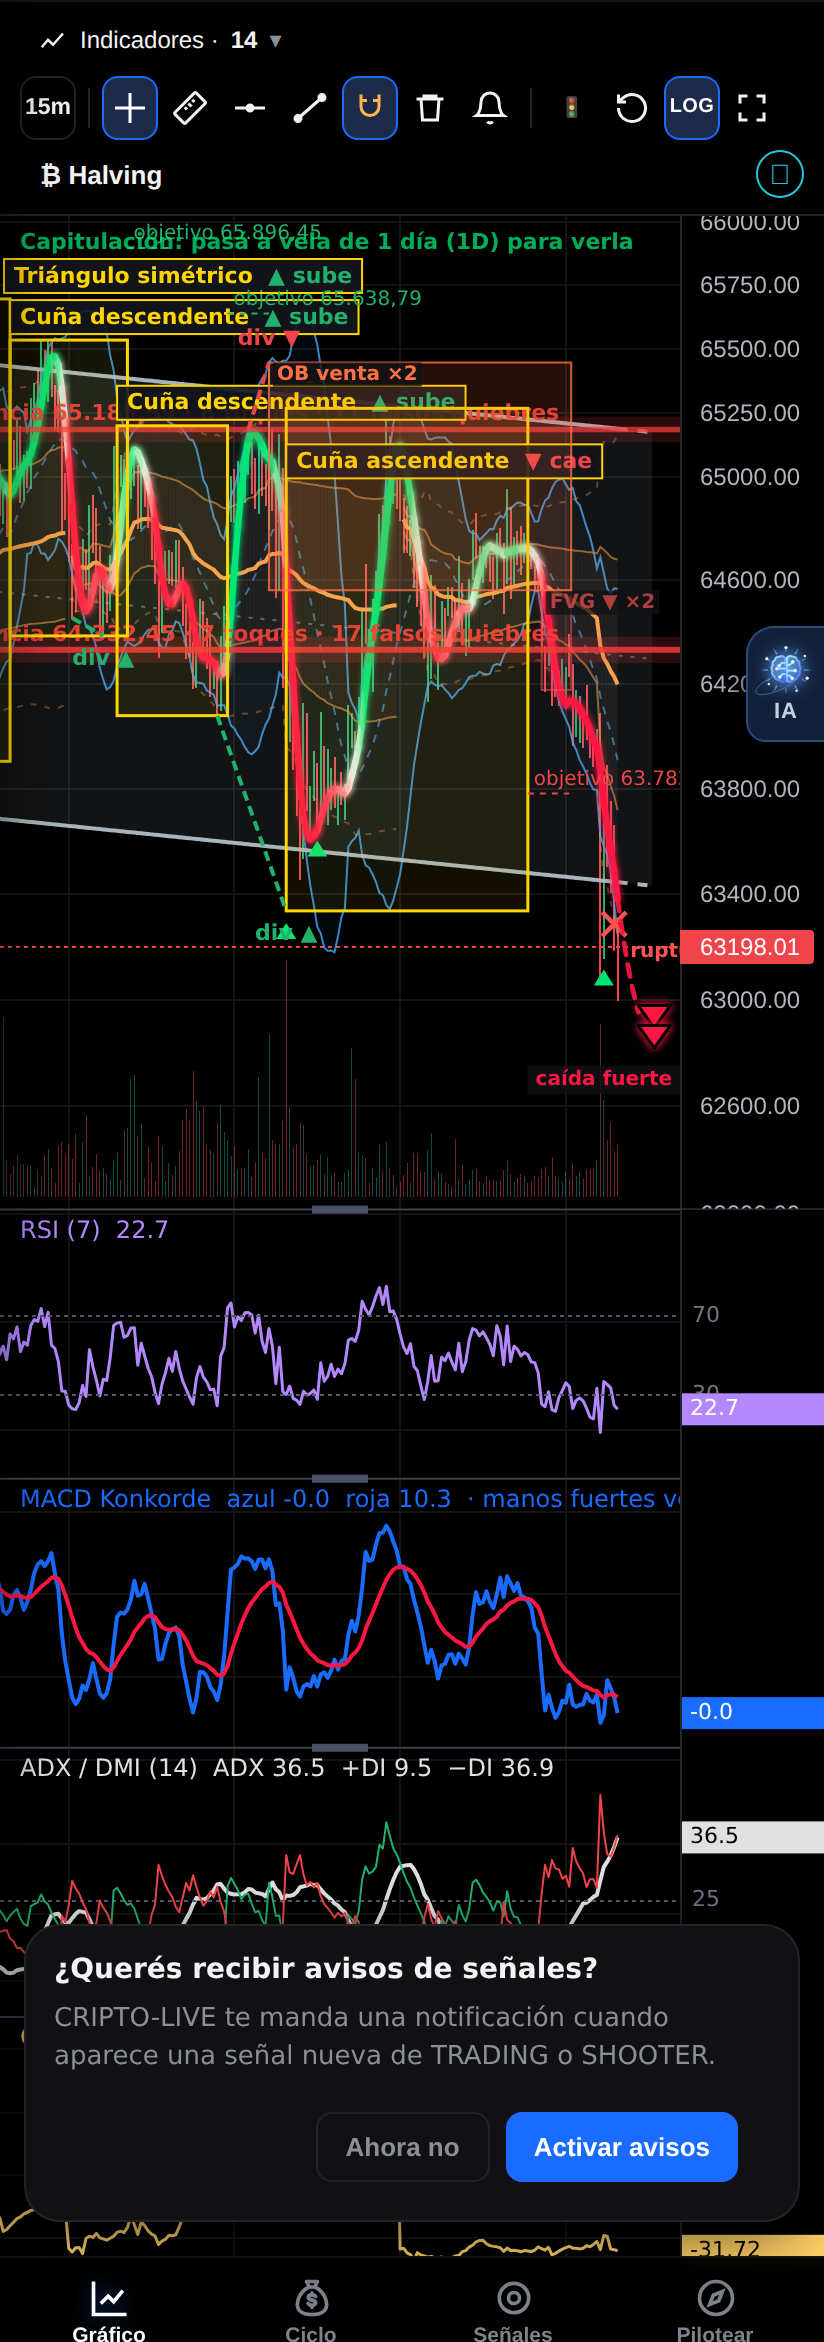 Indicadores · 14 ▾
15m
LOG
₿ Halving
66000.00
objetivo 65.896,45
Capitulación: pasa a vela de 1 día (1D) para verla
Triángulo simétrico ▲ sube
65750.00
objetivo 65.638,79
Cuña descendente ▲ sube
div ▼
65500.00
OB venta ×2
Cuña descendente ▲ sube
65250.00
Cuña ascendente ▼ cae
65000.00
64600.00
FVG ▼ ×2
toques · 17 falsos quiebres
div ▲
IA
objetivo 63.78
63800.00
63400.00
div ▲
63198.01
63000.00
caída fuerte
62600.00
RSI (7) 22.7
70
30
22.7
MACD Konkorde azul -0.0 roja 10.3 · manos fuertes
-0.0
ADX / DMI (14) ADX 36.5 +DI 9.5 −DI 36.9
36.5
25
¿Querés recibir avisos de señales?
CRIPTO-LIVE te manda una notificación cuando
aparece una señal nueva de TRADING o SHOOTER.
Ahora no
Activar avisos
-31.72
Gráfico
Ciclo
Señales
Pilotear